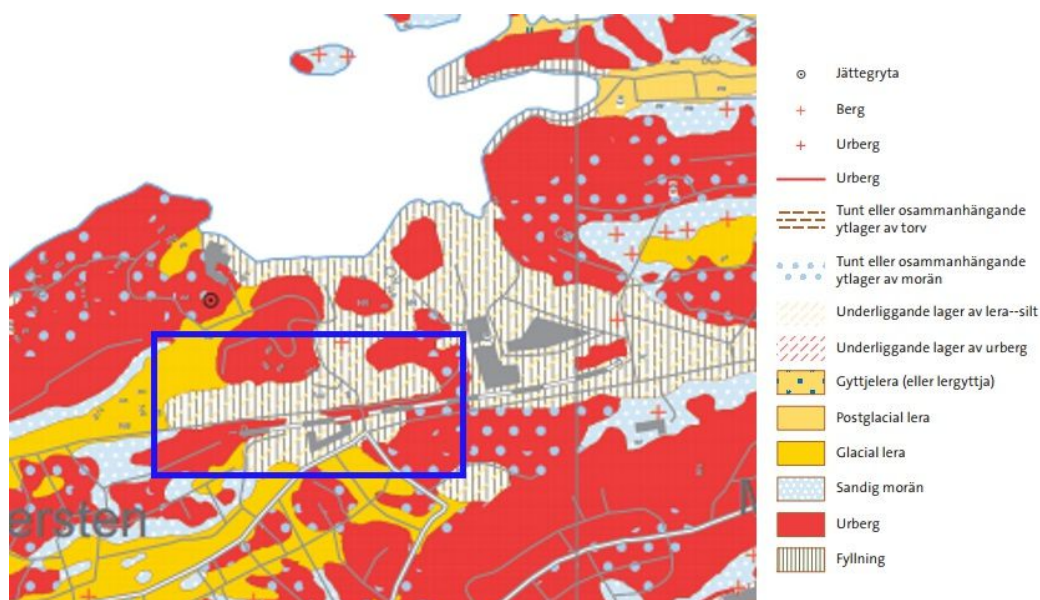 ersten
M
Jättegryta
Berg
Urberg
Urberg
Tunt eller osammanhängande
ytlager av torv
Tunt eller osammanhängande
ytlager av morän
Underliggande lager av lera--silt
Underliggande lager av urberg
Gyttjelera (eller lergyttja)
Postglacial lera
Glacial lera
Sandig morän
Urberg
Fyllning